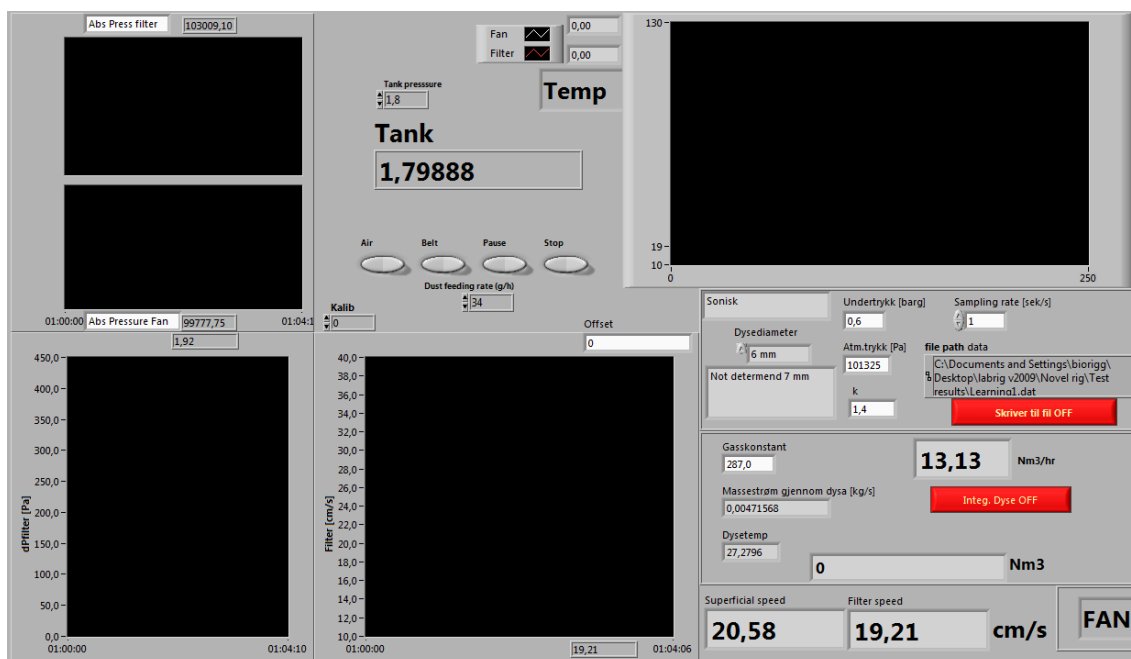 Abs Press filter
103009,10
01:00:00
Abs Pressure Fan
99777,75
01:04:1
Fan
0,00
Filter
0,00
Tank presssure
1,8
Temp
Tank
1,79888
Air
Belt
Pause
Stop
Dust feeding rate (g/h)
34
Kalib
0
Offset
0
130
19
10
0
250
1,92
450,0
400,0
350,0
300,0
250,0
200,0
150,0
100,0
50,0
0,0
dPfilter [Pa]
01:00:00
01:04:10
40,0
38,0
36,0
34,0
32,0
30,0
28,0
26,0
24,0
22,0
20,0
18,0
16,0
14,0
12,0
10,0
Filter [cm/s]
01:00:00
19,21
01:04:06
Sonisk
Dysediameter
6 mm
Not determend 7 mm
Undertrykk [barg]
0,6
Atm.trykk [Pa]
101325
k
1,4
Sampling rate [sek/s]
1
file path data
C:\Documents and Settings\biorigg\
Desktop\labrig v2009\Novel rig\Test
results\Learning1.dat
Skriver til fil OFF
Gasskonstant
287,0
13,13
Nm3/hr
Massestrøm gjennom dysa [kg/s]
0,00471568
Integ. Dyse OFF
Dysetemp
27,2796
0
Nm3
Superficial speed
20,58
Filter speed
19,21
cm/s
FAN